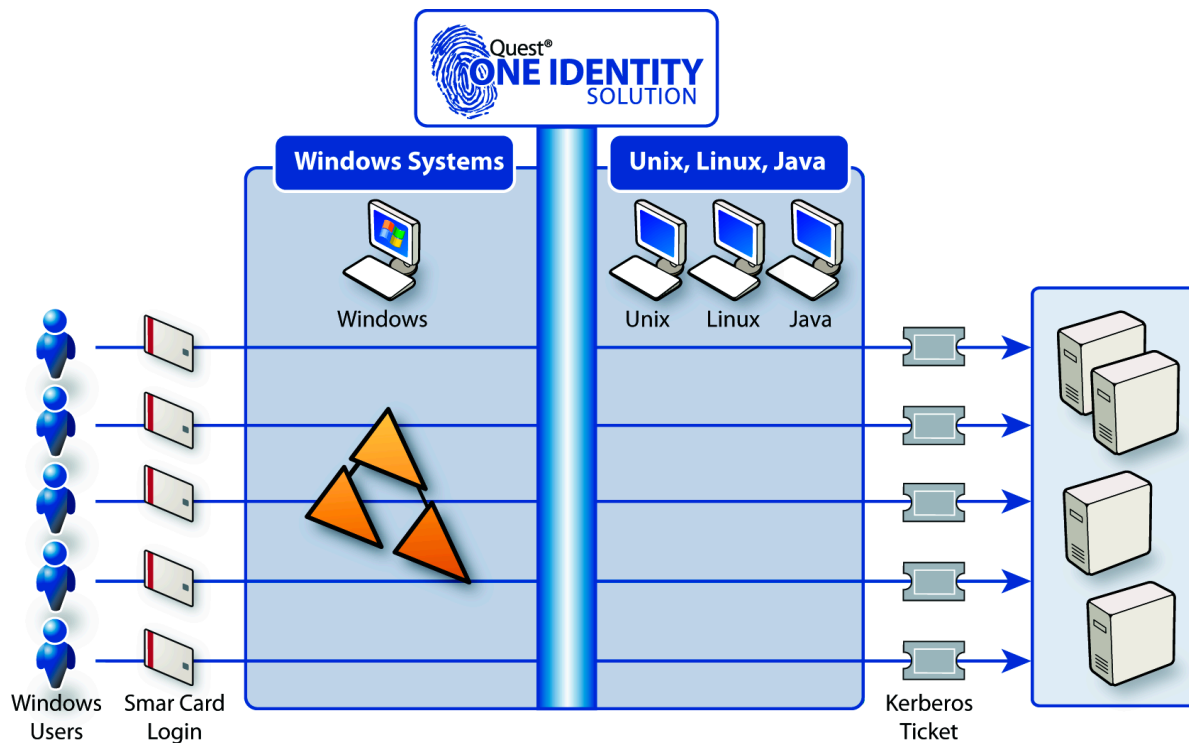 Quest®
ONE IDENTITY
SOLUTION
Windows Systems
Unix, Linux, Java
Windows
Unix
Linux
Java
Windows
Users
Smar Card
Login
Kerberos
Ticket